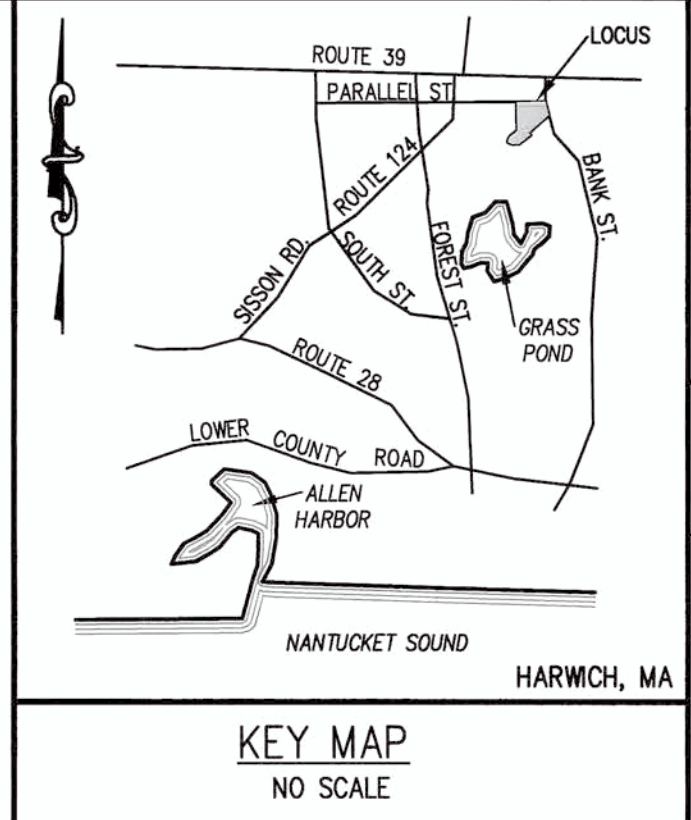 ROUTE 39
LOCUS
PARALLEL ST
ROUTE 124
BANK ST.
SISSON RD.
SOUTH ST.
FOREST ST.
GRASS
POND
ROUTE 28
LOWER COUNTY ROAD
ALLEN
HARBOR
NANTUCKET SOUND
HARWICH, MA
KEY MAP
NO SCALE